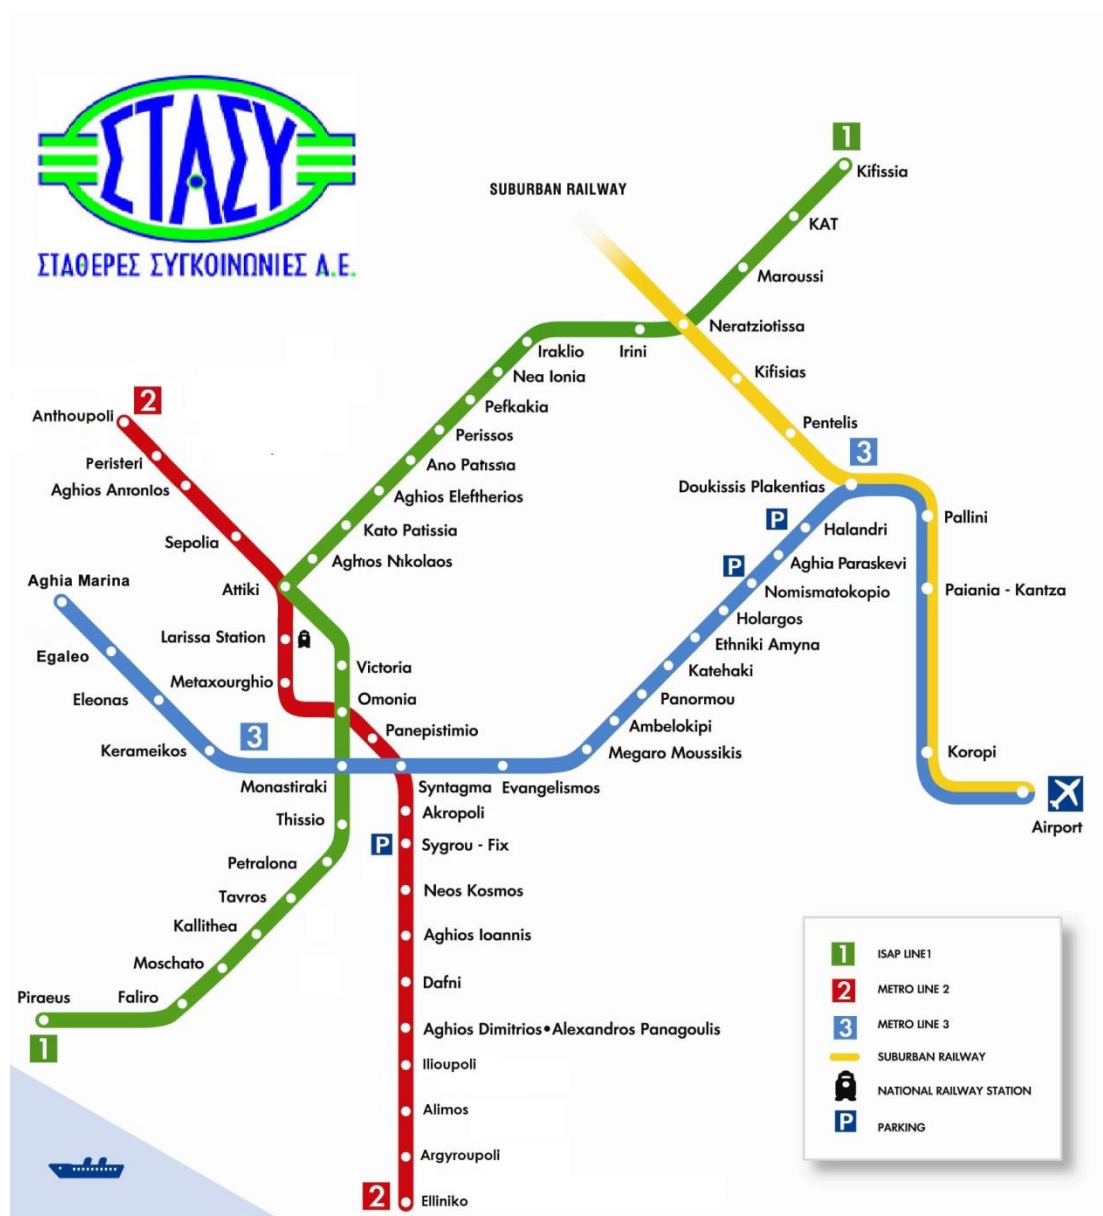 ΣΤΑΣΥ
ΣΤΑΘΕΡΕΣ ΣΥΓΚΟΙΝΩΝΙΕΣ Α.Ε.
SUBURBAN RAILWAY
1
Kifissia
KAT
Maroussi
Neratziotissa
Irini
Iraklio
Nea Ionia
Pefkakia
Perissos
Ano Patissia
Aghios Eleftherios
Kato Patissia
Aghios Nikolaos
Kifisias
Pentelis
2
Anthoupoli
Peristeri
Aghios Antonios
Sepolia
Attiki
Aghia Marina
Egaleo
Eleonas
Kerameikos
3
Larissa Station
Metaxourghio
Victoria
Omonia
Panepistimio
Monastiraki
Syntagma
Evangelismos
Megaro Moussikis
Ambelokipi
Panormou
Katehaki
Ethniki Amyna
Holargos
P
Nomismatokopio
Aghia Paraskevi
P
Halandri
Doukissis Plakentias
3
Pallini
Paiania - Kantza
Koropi
Airport
Thissio
Petralona
Tavros
Kallithea
Moschato
Faliro
Piraeus
1
Akropoli
P
Sygrou - Fix
Neos Kosmos
Aghios Ioannis
Dafni
Aghios Dimitrios•Alexandros Panagoulis
Ilioupoli
Alimos
Argyroupoli
2
Elliniko
1 ISAP LINE1
2 METRO LINE 2
3 METRO LINE 3
SUBURBAN RAILWAY
NATIONAL RAILWAY STATION
P PARKING